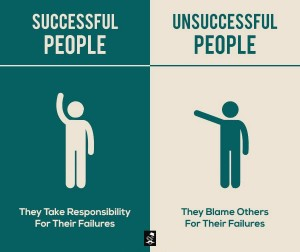 SUCCESSFUL
PEOPLE
They Take Responsibility
For Their Failures
UNSUCCESSFUL
PEOPLE
They Blame Others
For Their Failures